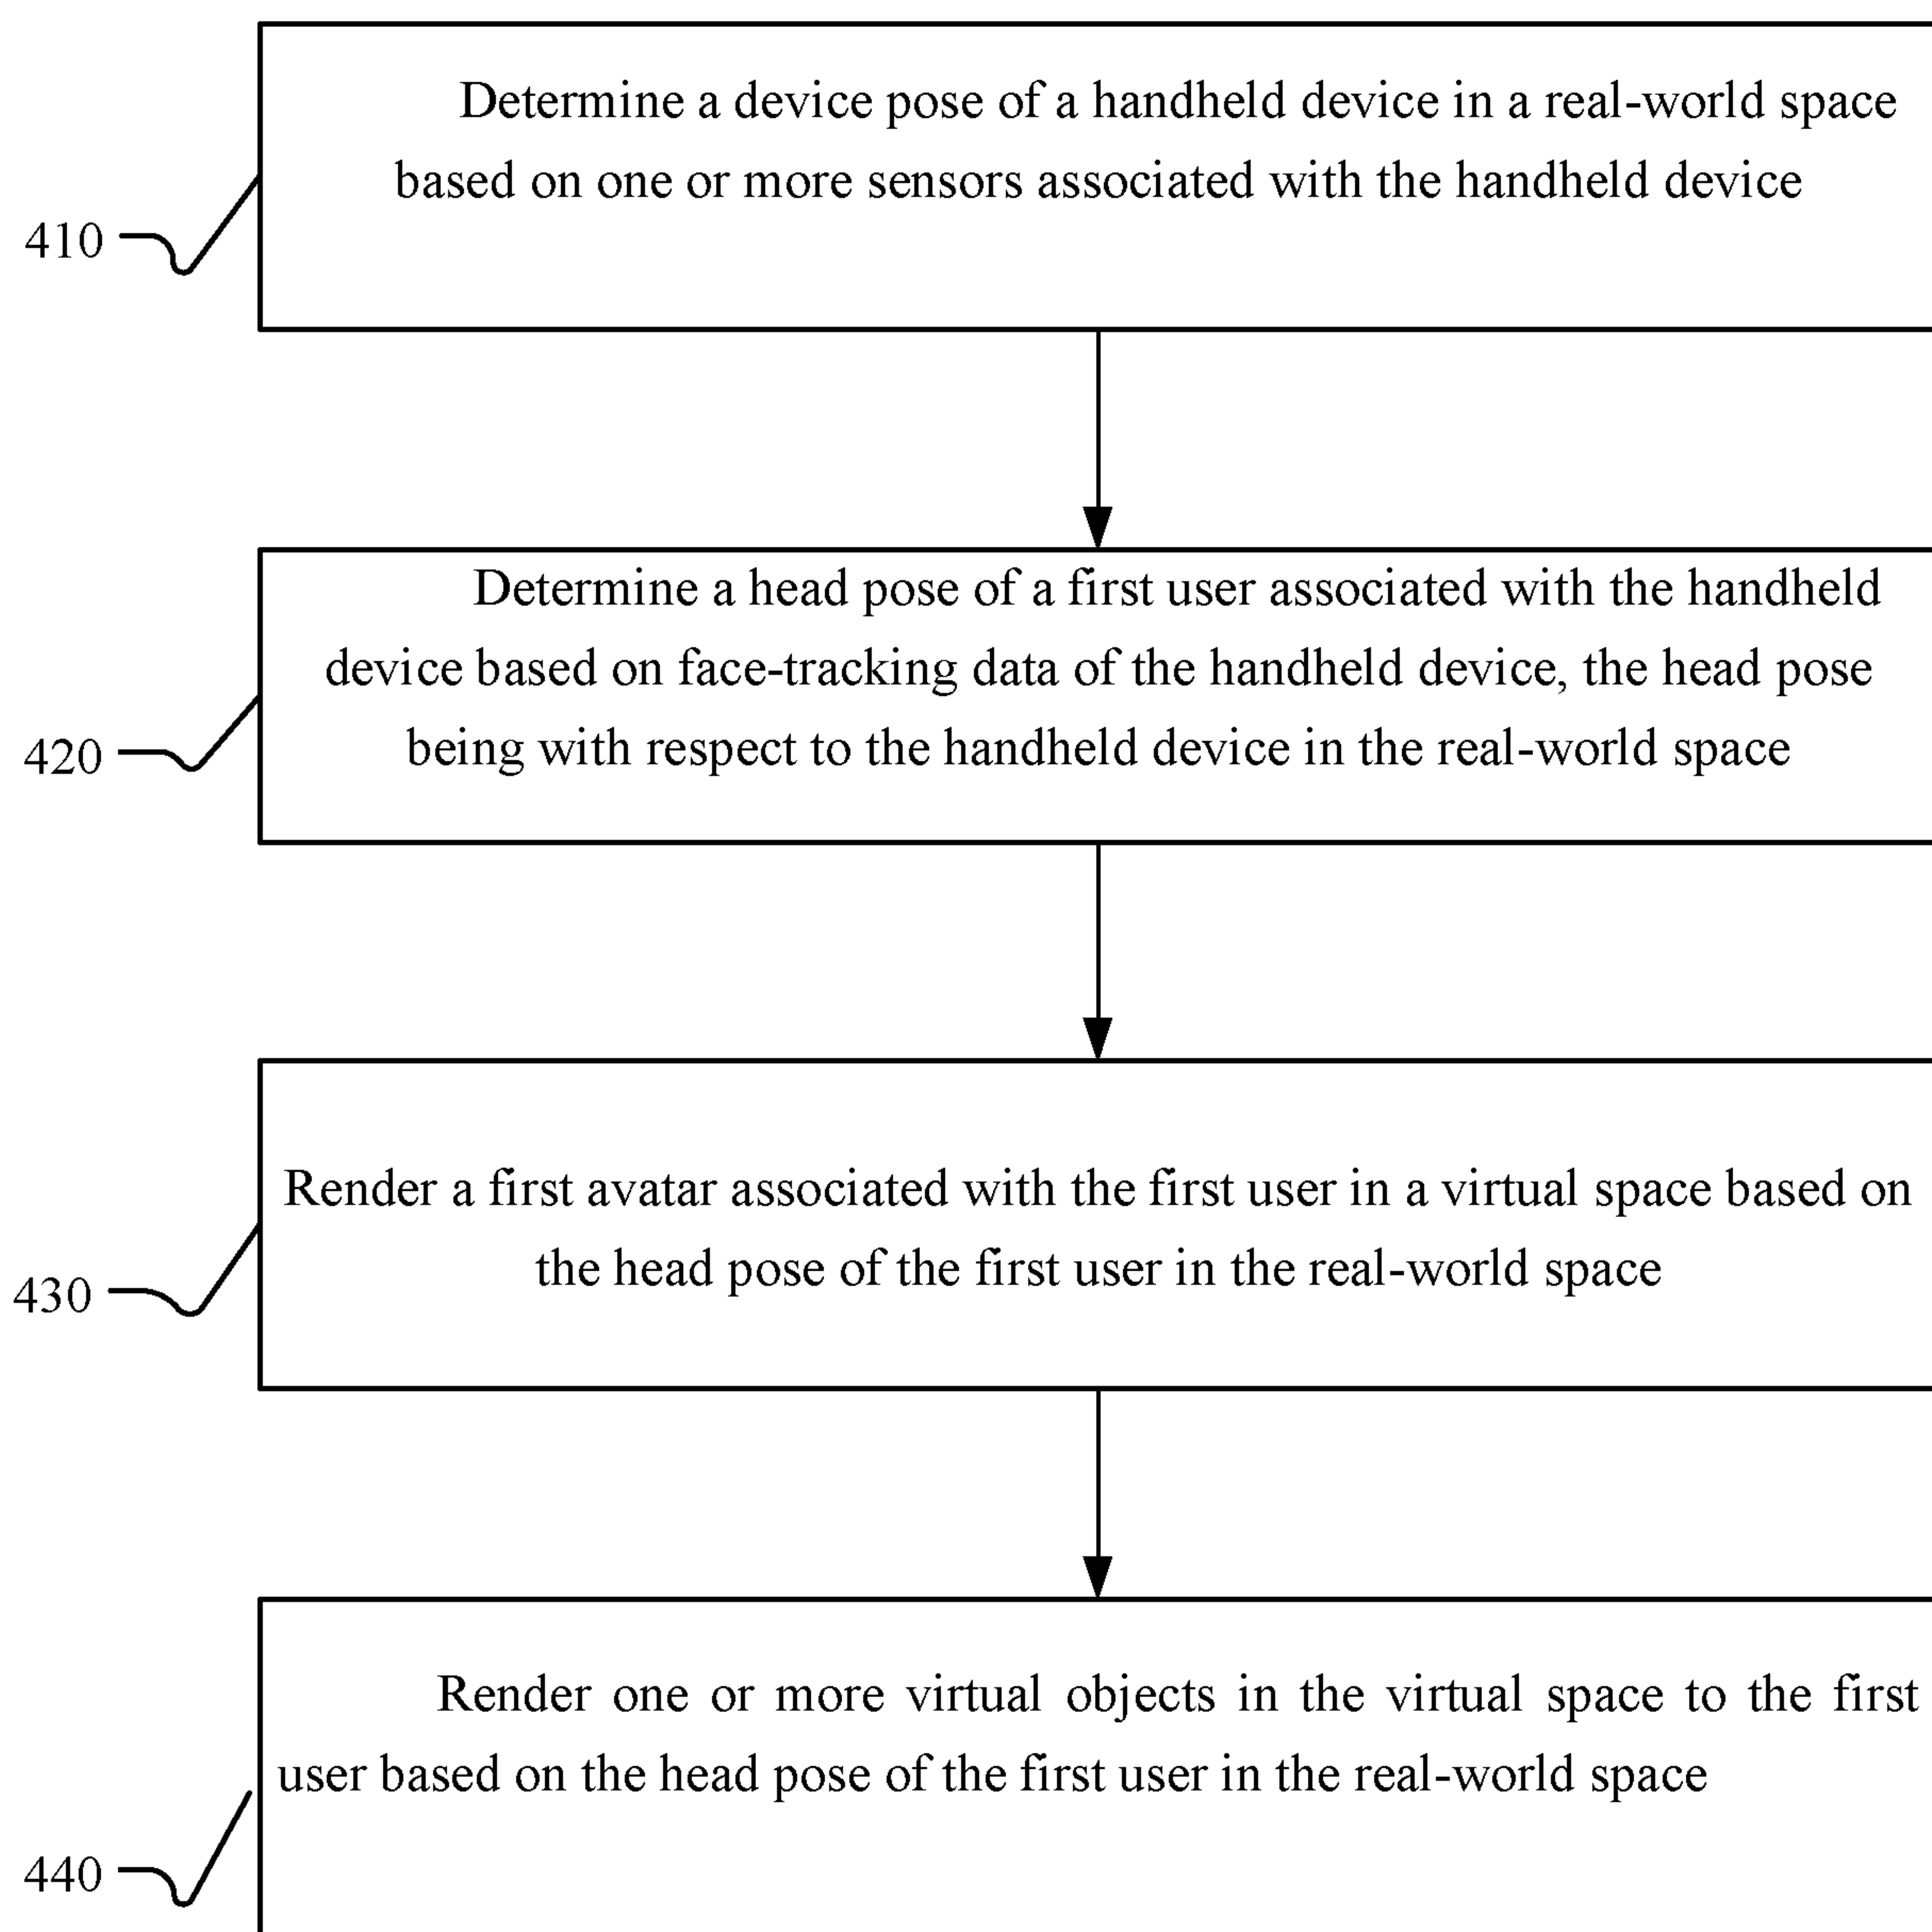 Determine a device pose of a handheld device in a real-world space
based on one or more sensors associated with the handheld device
410
Determine a head pose of a first user associated with the handheld
device based on face-tracking data of the handheld device, the head pose
being with respect to the handheld device in the real-world space
420
Render a first avatar associated with the first user in a virtual space based on
the head pose of the first user in the real-world space
430
Render one or more virtual objects in the virtual space to the first
user based on the head pose of the first user in the real-world space
440